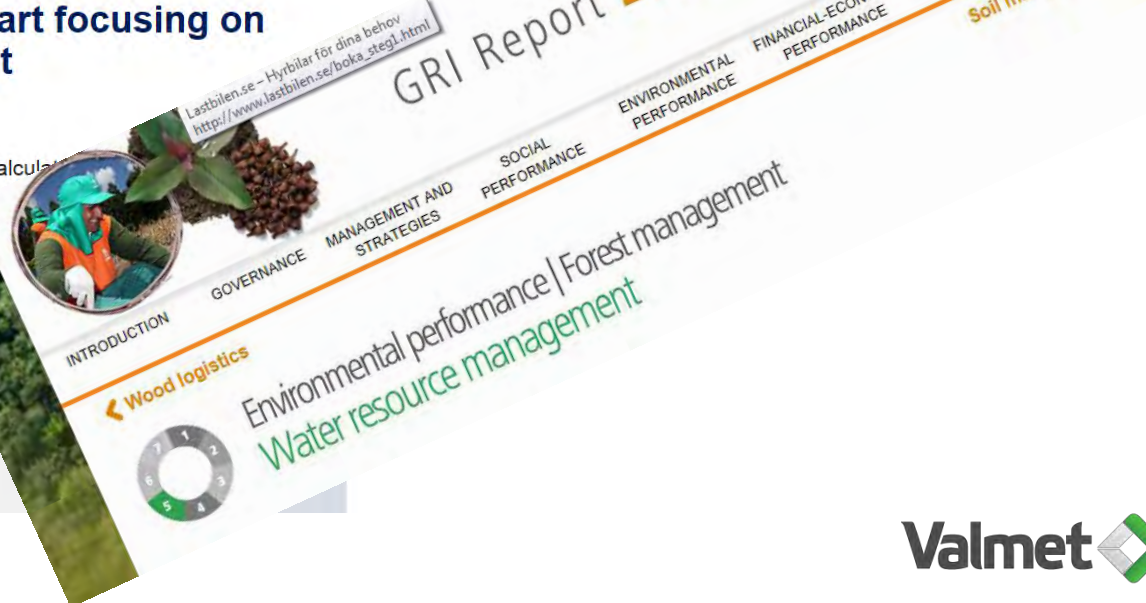 art focusing on
t
alcula
Lastbilen.se – Hyrbilar för dina behov
http://www.lastbilen.se/boka_steg1.html
GRI Report
INTRODUCTION
GOVERNANCE
MANAGEMENT AND
STRATEGIES
SOCIAL
PERFORMANCE
ENVIRONMENTAL
PERFORMANCE
FINANCIAL-ECON
PERFORMANCE
Soil
Wood logistics
Environmental performance | Forest management
Water resource management
1
2
3
4
5
6
7
Valmet